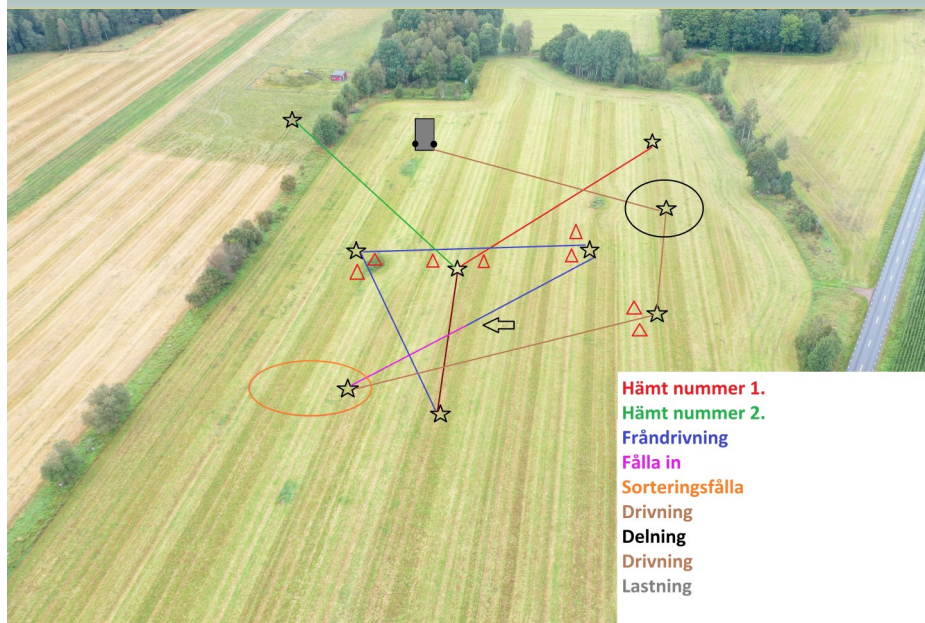 Hämt nummer 1.
Hämt nummer 2.
Fråndrivning
Fålla in
Sorteringsfålla
Drivning
Delning
Drivning
Lastning